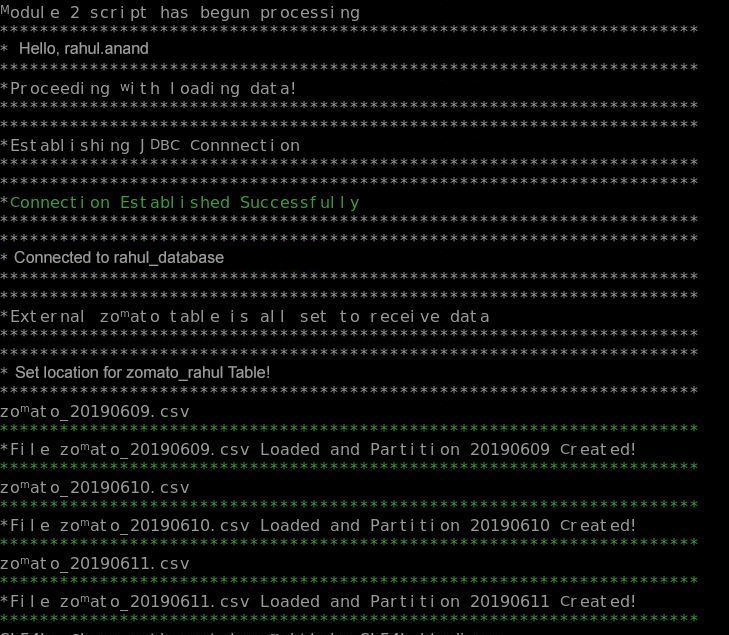 Module 2 script has begun processing
**********************************************************************
* Hello, rahul.anand
**********************************************************************
*Proceeding with loading data!
**********************************************************************
**********************************************************************
*Establishing JDBC Connnection
**********************************************************************
**********************************************************************
*Connection Established Successfully
**********************************************************************
**********************************************************************
* Connected to rahul_database
**********************************************************************
**********************************************************************
*External zomato table is all set to receive data
**********************************************************************
**********************************************************************
* Set location for zomato_rahul Table!
**********************************************************************
zomato_20190609.csv
**********************************************************************
*File zomato_20190609.csv Loaded and Partition 20190609 Created!
**********************************************************************
zomato_20190610.csv
**********************************************************************
*File zomato_20190610.csv Loaded and Partition 20190610 Created!
**********************************************************************
zomato_20190611.csv
**********************************************************************
*File zomato_20190611.csv Loaded and Partition 20190611 Created!
**********************************************************************